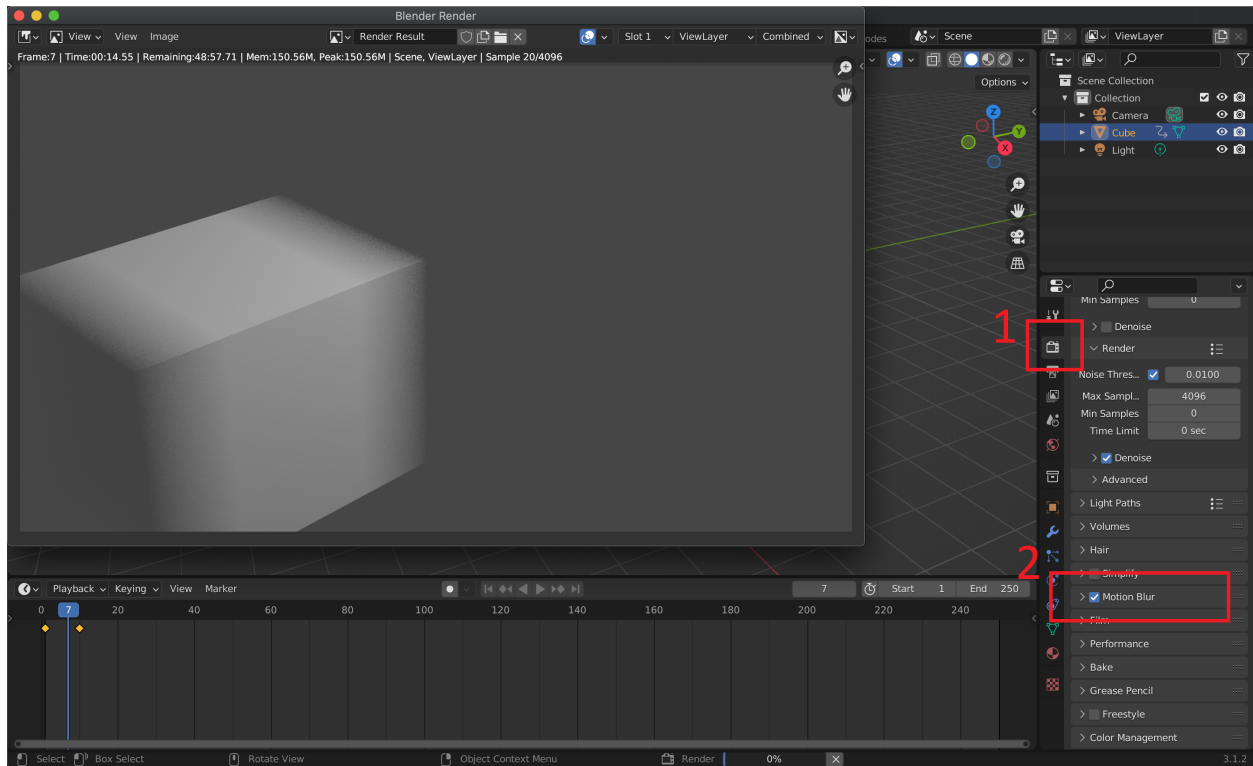 Blender Render
View View Image Render Result Slot 1 ViewLayer Combined
Frame:7 | Time:00:14.55 | Remaining:48:57.71 | Mem:150.56M, Peak:150.56M | Scene, ViewLayer | Sample 20/4096
odes Scene ViewLayer
Options
Z
Y
X
Scene Collection
Collection
Camera
Cube
Light
1
Min Samples 0
Denoise
Render
Noise Thres... 0.0100
Max Sampl... 4096
Min Samples 0
Time Limit 0 sec
Denoise
Advanced
Light Paths
Volumes
Hair
2
Simplify
Motion Blur
Film
Performance
Bake
Grease Pencil
Freestyle
Color Management
Playback Keying View Marker 7 Start 1 End 250
0 7 20 40 60 80 100 120 140 160 180 200 220 240
Select Box Select Rotate View Object Context Menu Render 0% 3.1.2